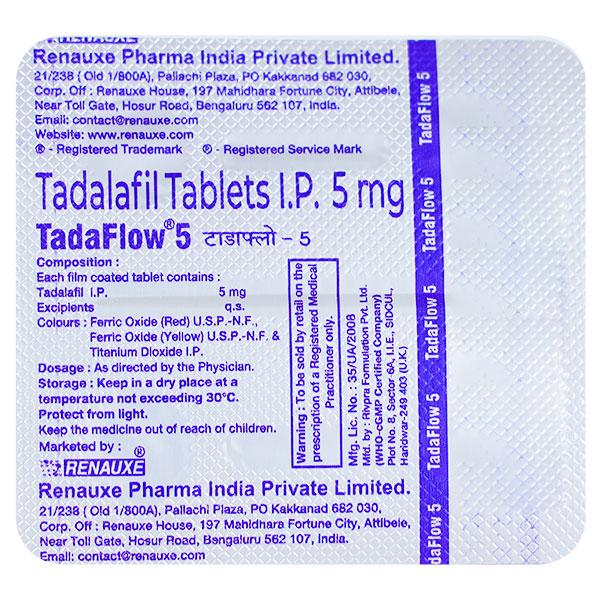 RENAUXE
Renauxe Pharma India Private Limited.
21/238 ( Old 1/800A), Pallachi Plaza, PO Kakkanad 682 030,
Corp. Off : Renauxe House, 197 Mahidhara Fortune City, Attibele,
Near Toll Gate, Hosur Road, Bengaluru 562 107, India.
Email: contact@renauxe.com
Website: www.renauxe.com
® - Registered Trademark ℗ - Registered Service Mark
Tadalafil Tablets I.P. 5 mg
TadaFlow® 5 टाडाफ्लो - 5
Composition :
Each film coated tablet contains :
Tadalafil I.P. 5 mg
Excipients q.s.
Colours : Ferric Oxide (Red) U.S.P.-N.F.,
Ferric Oxide (Yellow) U.S.P.-N.F. &
Titanium Dioxide I.P.
Dosage : As directed by the Physician.
Storage : Keep in a dry place at a
temperature not exceeding 30°C.
Protect from light.
Keep the medicine out of reach of children.
Marketed by :
RENAUXE®
Renauxe Pharma India Private Limited.
21/238 ( Old 1/800A), Pallachi Plaza, PO Kakkanad 682 030,
Corp. Off : Renauxe House, 197 Mahidhara Fortune City, Attibele,
Near Toll Gate, Hosur Road, Bengaluru 562 107, India.
Email: contact@renauxe.com
Warning : To be sold by retail on the
prescription of a Registered Medical
Practitioner only.
Mfg. Lic. No. : 35/UA/2008
Mfd. by : Rivpra Formulation Pvt. Ltd.
(WHO-cGMP Certified Company)
Plot No. 8, Sector 6A, I.I.E., SIDCUL,
Haridwar-249 403 (U.K.)
TadaFlow 5
TadaFlow 5
TadaFlow 5
TadaFlow 5
TadaFlow 5